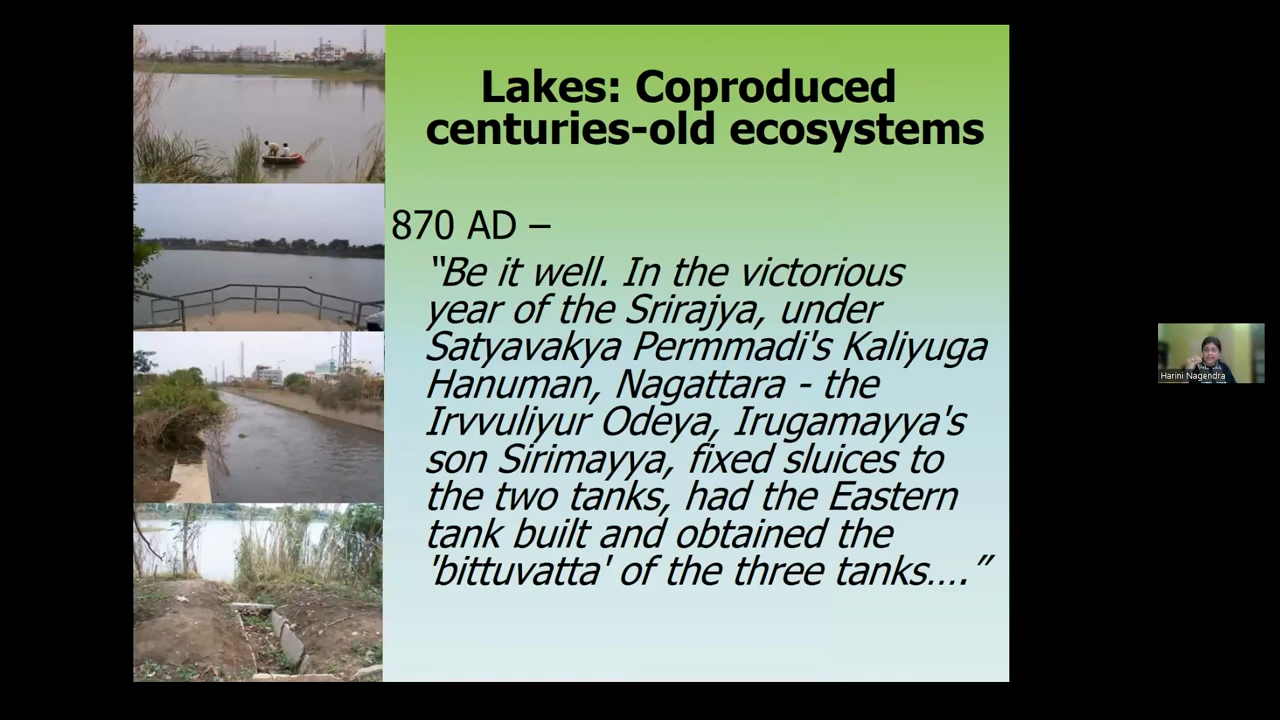 Lakes: Coproduced
centuries-old ecosystems
870 AD –
“Be it well. In the victorious
year of the Srirajya, under
Satyavakya Permmadi's Kaliyuga
Hanuman, Nagattara - the
Irvvuliyur Odeya, Irugamayya's
son Sirimayya, fixed sluices to
the two tanks, had the Eastern
tank built and obtained the
'bittuvatta' of the three tanks….”
Harini Nagendra